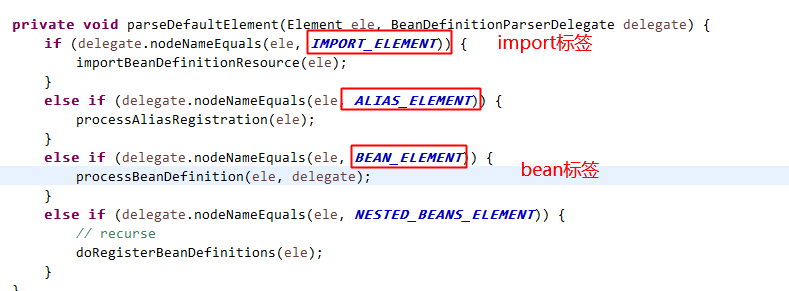 private void parseDefaultElement(Element ele, BeanDefinitionParserDelegate delegate) {
if (delegate.nodeNameEquals(ele, IMPORT_ELEMENT)) { import标签
importBeanDefinitionResource(ele);
}
else if (delegate.nodeNameEquals(ele, ALIAS_ELEMENT)) {
processAliasRegistration(ele);
}
else if (delegate.nodeNameEquals(ele, BEAN_ELEMENT)) { bean标签
processBeanDefinition(ele, delegate);
}
else if (delegate.nodeNameEquals(ele, NESTED_BEANS_ELEMENT)) {
// recurse
doRegisterBeanDefinitions(ele);
}
}